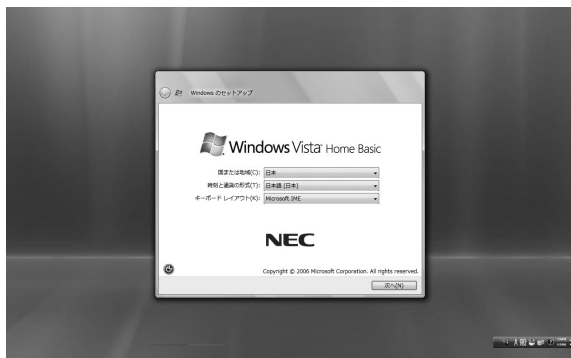 Windows のセットアップ
Windows Vista Home Basic
国または地域(C): 日本
時刻と通貨の形式(T): 日本語 (日本)
キーボード レイアウト(K): Microsoft IME
NEC
Copyright © 2006 Microsoft Corporation. All rights reserved.
次へ(N)
A 般